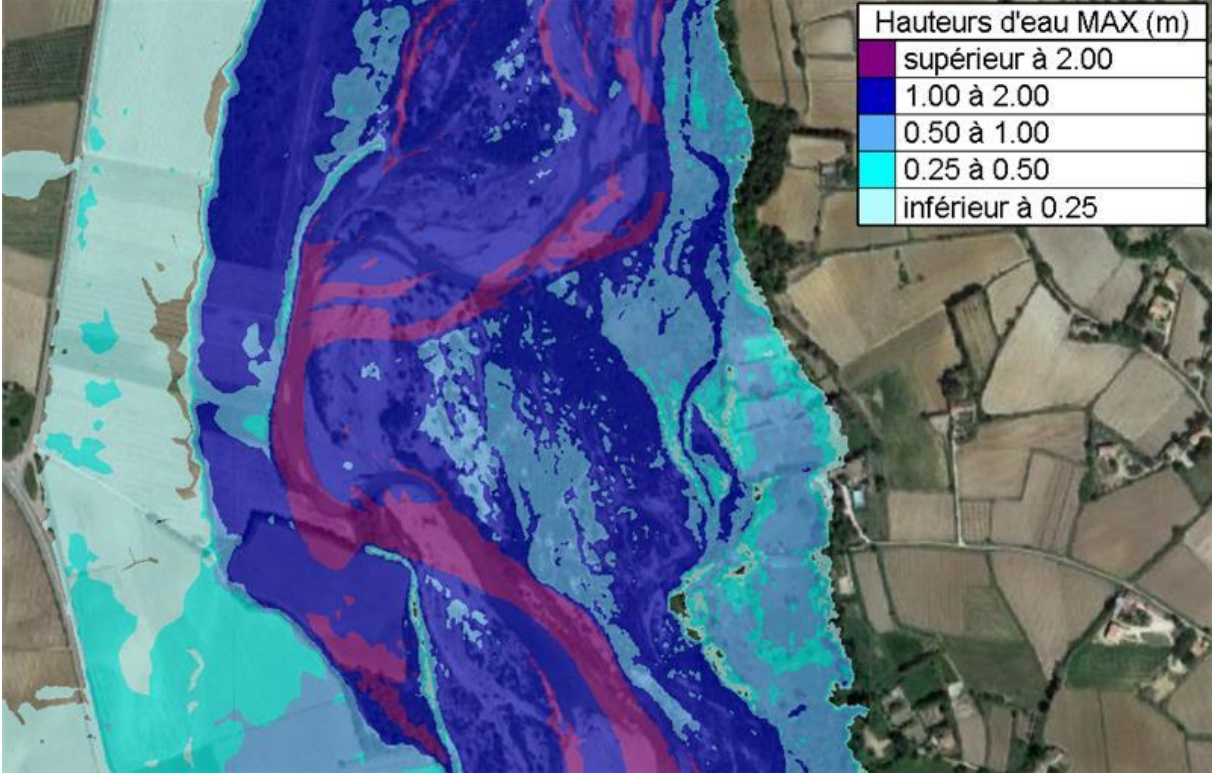 Hauteurs d'eau MAX (m)
supérieur à 2.00
1.00 à 2.00
0.50 à 1.00
0.25 à 0.50
inférieur à 0.25